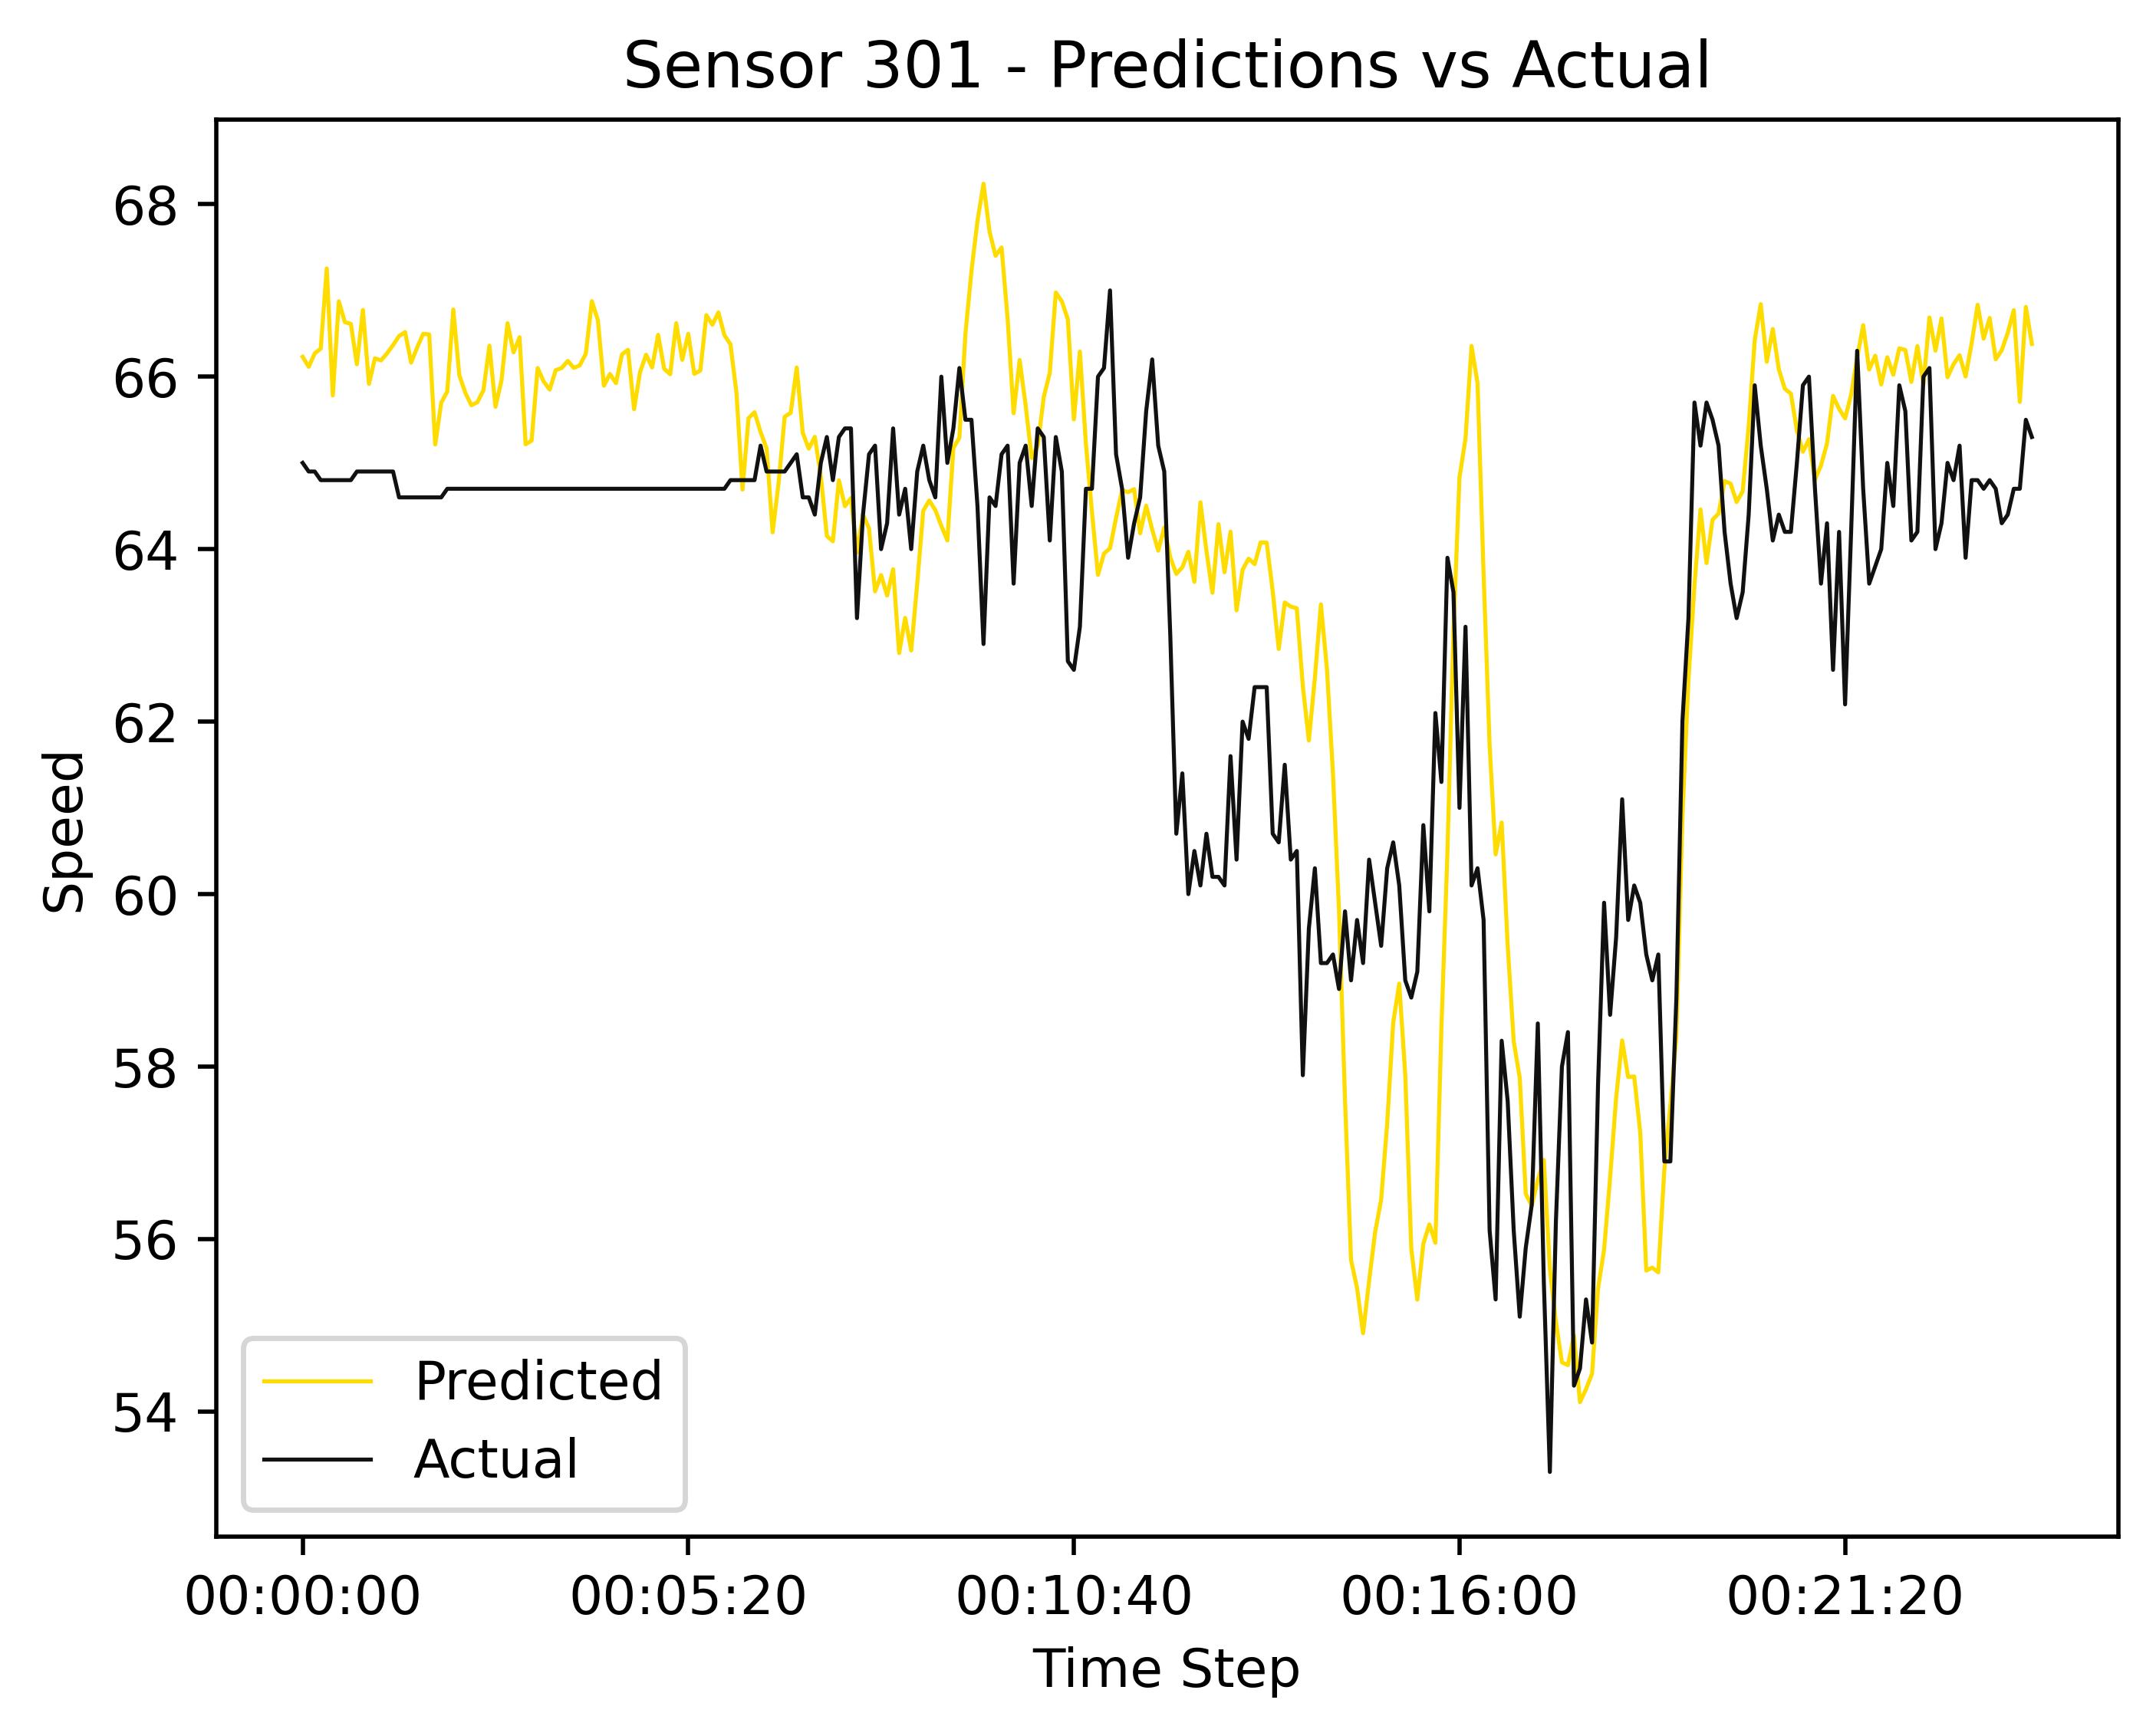 Sensor 301 - Predictions vs Actual
68
66
64
62
60
58
56
54
Speed
Predicted
Actual
00:00:00 00:05:20 00:10:40 00:16:00 00:21:20
Time Step